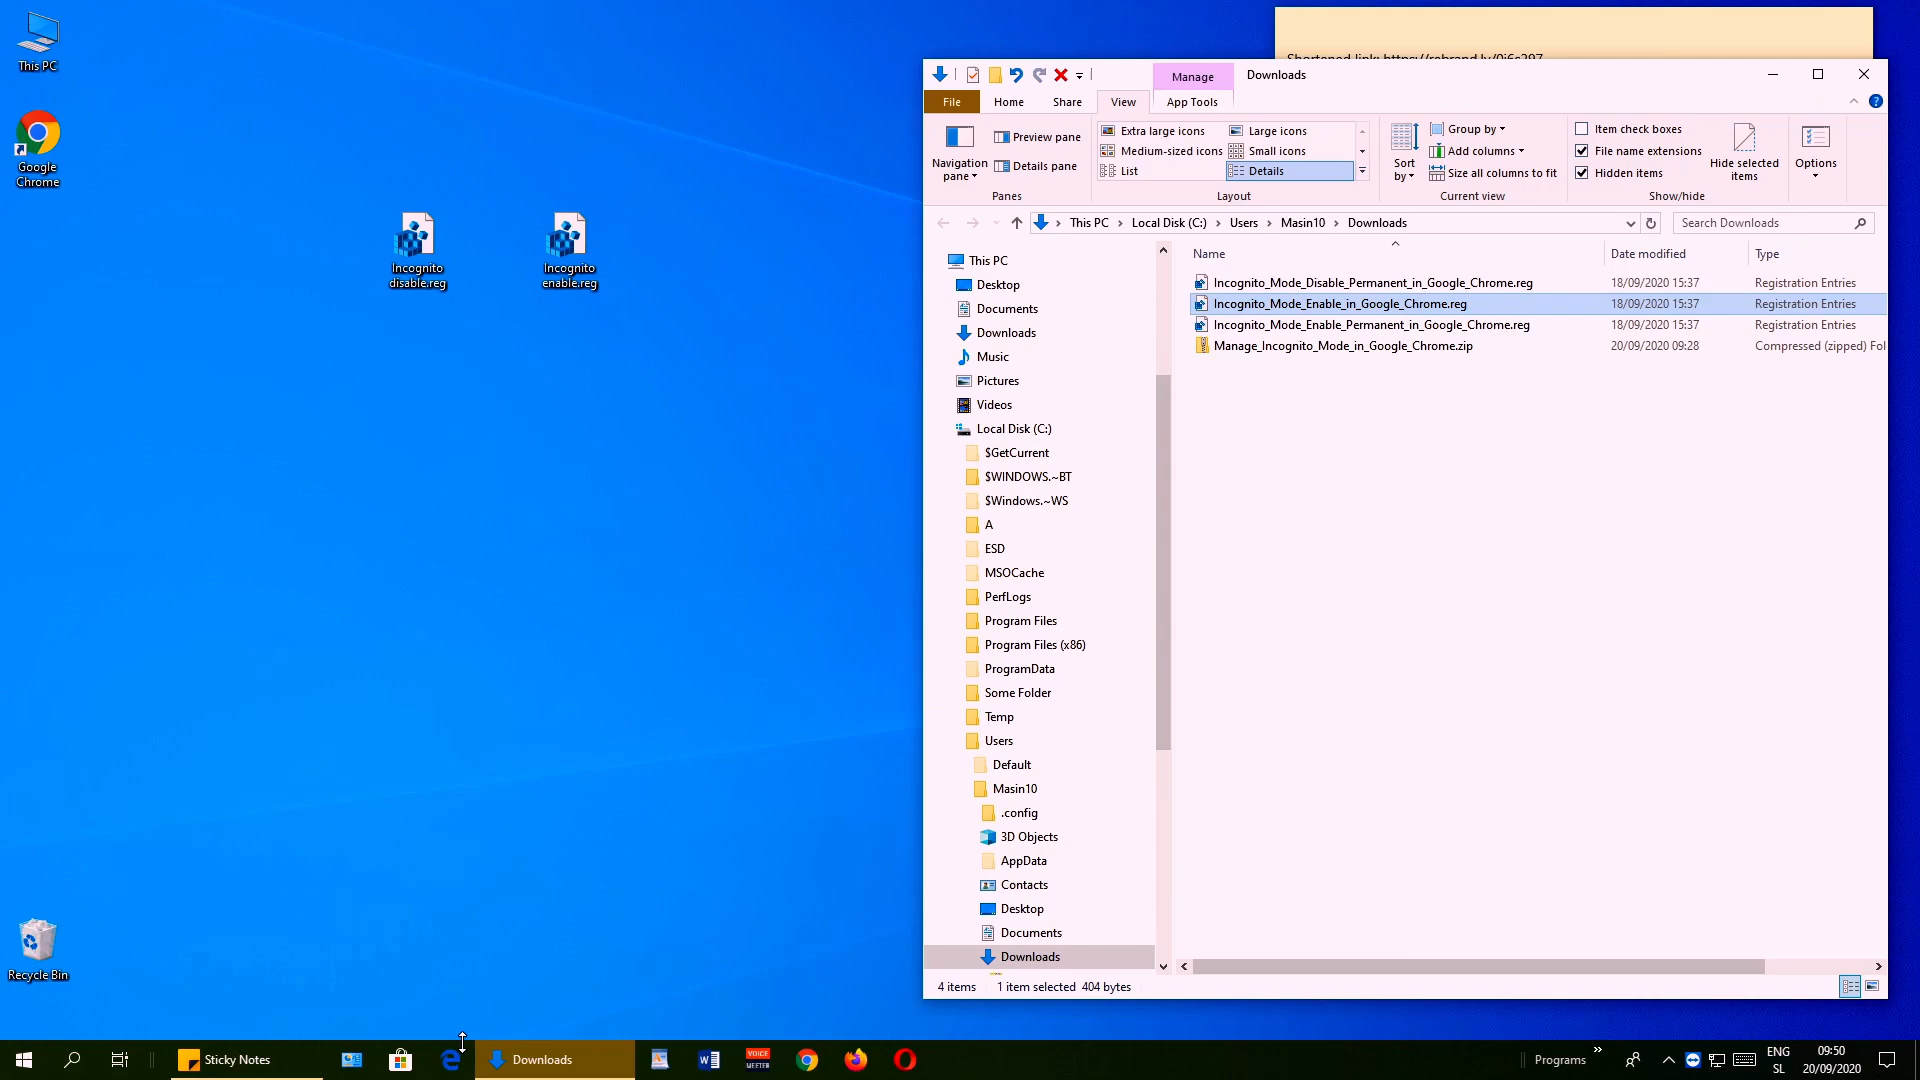 This PC
Google
Chrome
Incognito
disable.reg
Incognito
enable.reg
Recycle Bin
Manage
Downloads
File
Home
Share
View
App Tools
Navigation
pane
Preview pane
Details pane
Panes
Extra large icons
Large icons
Medium-sized icons
Small icons
List
Details
Layout
Sort
by
Group by
Add columns
Size all columns to fit
Current view
Item check boxes
File name extensions
Hidden items
Hide selected
items
Show/hide
Options
This PC > Local Disk (C:) > Users > Masin10 > Downloads
Search Downloads
This PC
Desktop
Documents
Downloads
Music
Pictures
Videos
Local Disk (C:)
$GetCurrent
$WINDOWS.~BT
$Windows.~WS
A
ESD
MSOCache
PerfLogs
Program Files
Program Files (x86)
ProgramData
Some Folder
Temp
Users
Default
Masin10
.config
3D Objects
AppData
Contacts
Desktop
Documents
Downloads
Name Date modified Type
Incognito_Mode_Disable_Permanent_in_Google_Chrome.reg 18/09/2020 15:37 Registration Entries
Incognito_Mode_Enable_in_Google_Chrome.reg 18/09/2020 15:37 Registration Entries
Incognito_Mode_Enable_Permanent_in_Google_Chrome.reg 18/09/2020 15:37 Registration Entries
Manage_Incognito_Mode_in_Google_Chrome.zip 20/09/2020 09:28 Compressed (zipped) Fol
4 items 1 item selected 404 bytes
Sticky Notes
Downloads
VOICE
MEETER
Programs
ENG
SL
09:50
20/09/2020